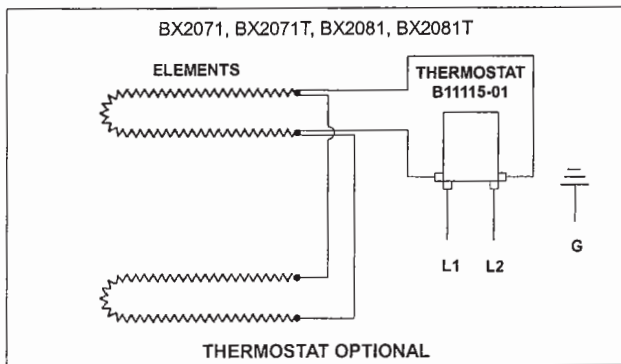 BX2071, BX2071T, BX2081, BX2081T
ELEMENTS
THERMOSTAT
B11115-01
L1 L2
G
THERMOSTAT OPTIONAL